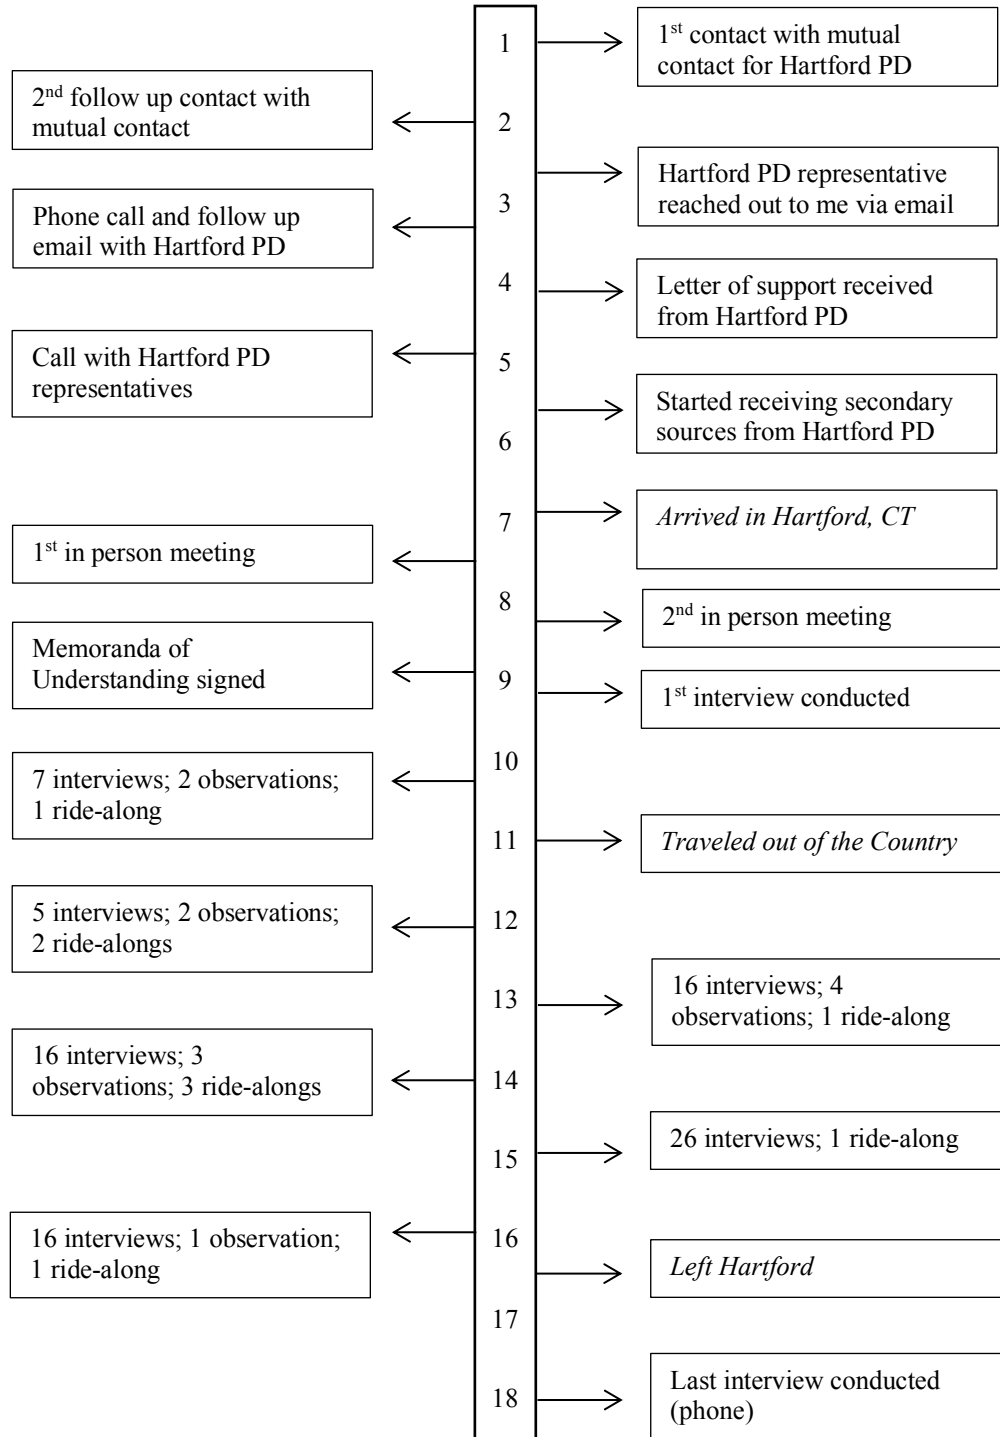 1
1st contact with mutual
contact for Hartford PD
2nd follow up contact with
mutual contact
2
Hartford PD representative
reached out to me via email
3
Phone call and follow up
email with Hartford PD
4
Letter of support received
from Hartford PD
Call with Hartford PD
representatives
5
Started receiving secondary
sources from Hartford PD
6
7
Arrived in Hartford, CT
1st in person meeting
8
2nd in person meeting
Memoranda of
Understanding signed
9
1st interview conducted
10
7 interviews; 2 observations;
1 ride-along
11
Traveled out of the Country
5 interviews; 2 observations;
2 ride-alongs
12
13
16 interviews; 4
observations; 1 ride-along
16 interviews; 3
observations; 3 ride-alongs
14
26 interviews; 1 ride-along
15
16 interviews; 1 observation;
1 ride-along
16
Left Hartford
17
18
Last interview conducted
(phone)